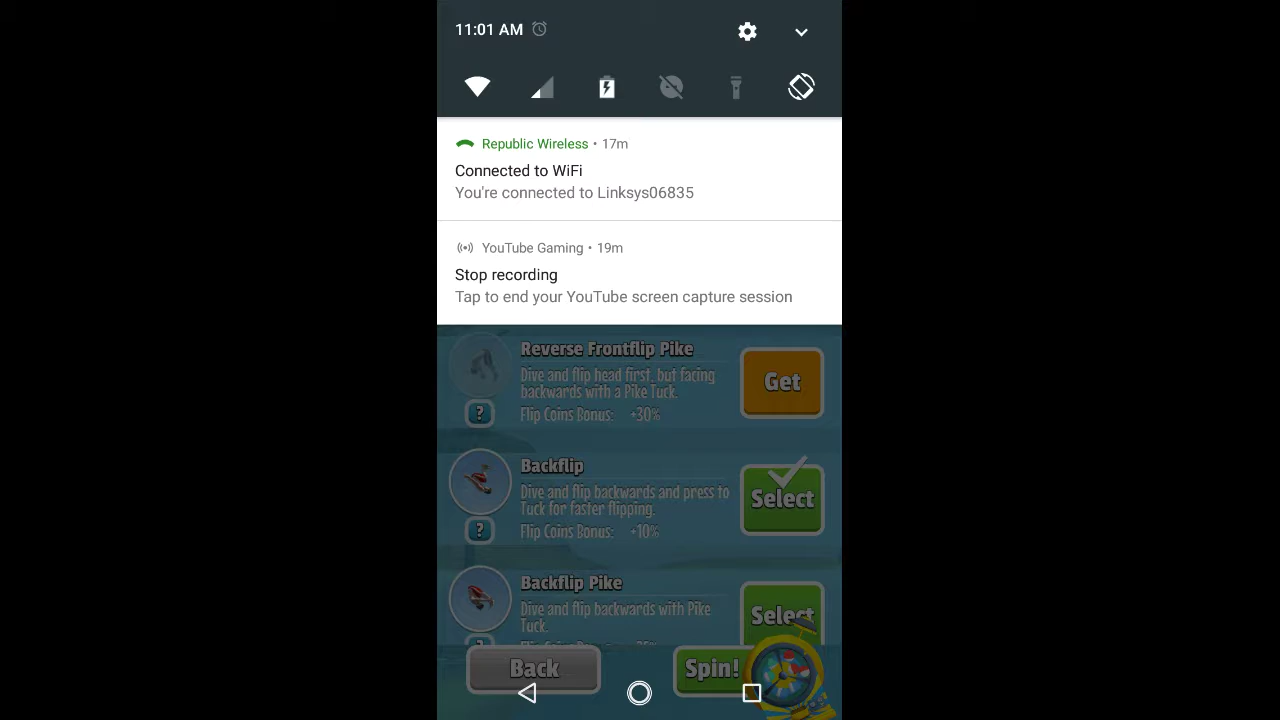 11:01 AM
Republic Wireless • 17m
Connected to WiFi
You're connected to Linksys06835
YouTube Gaming • 19m
Stop recording
Tap to end your YouTube screen capture session
Reverse Frontflip Pike
Dive and flip head first, but facing
backwards with a Pike Tuck.
Flip Coins Bonus: +30%
?
Get
Backflip
Dive and flip backwards and press to
Tuck for faster flipping.
Flip Coins Bonus: +10%
?
Select
Backflip Pike
Dive and flip backwards with Pike
Tuck.
Select
Back
Spin!